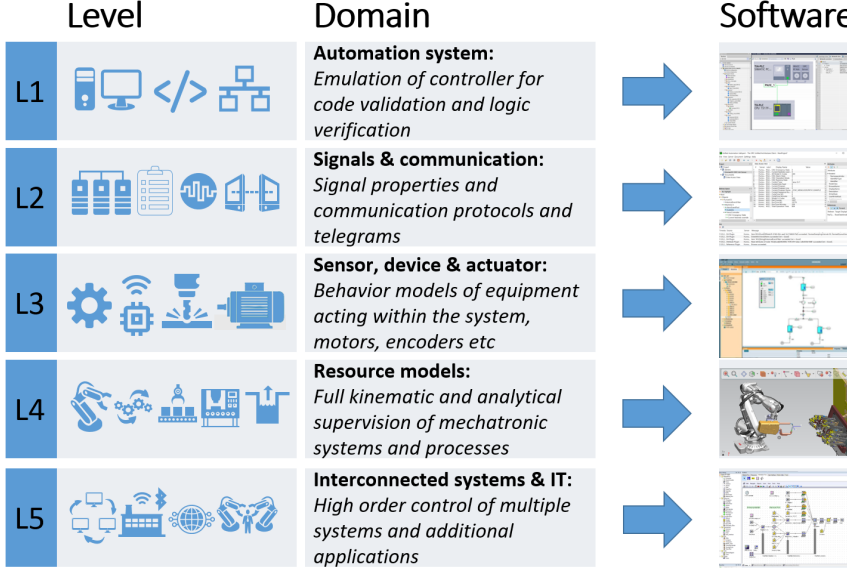 Level
Domain
Software
L1
Automation system:
Emulation of controller for
code validation and logic
verification
L2
Signals & communication:
Signal properties and
communication protocols and
telegrams
L3
Sensor, device & actuator:
Behavior models of equipment
acting within the system,
motors, encoders etc
L4
Resource models:
Full kinematic and analytical
supervision of mechatronic
systems and processes
L5
Interconnected systems & IT:
High order control of multiple
systems and additional
applications